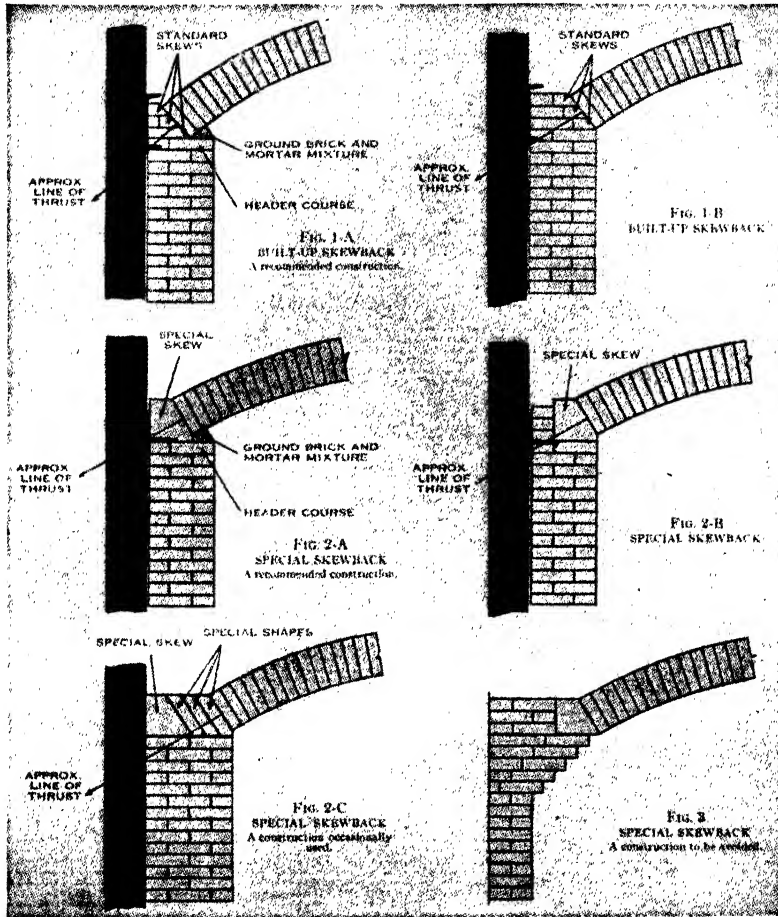 STANDARD
SKEWS
GROUND BRICK AND
MORTAR MIXTURE
APPROX
LINE OF
THRUST
HEADER COURSE
FIG. 1-A
BUILT-UP SKEWBACK
A recommended construction.
STANDARD
SKEWS
APPROX
LINE OF
THRUST
FIG. 1-B
BUILT-UP SKEWBACK
SPECIAL
SKEW
GROUND BRICK AND
MORTAR MIXTURE
APPROX
LINE OF
THRUST
HEADER COURSE
FIG. 2-A
SPECIAL SKEWBACK
A recommended construction.
SPECIAL SKEW
APPROX
LINE OF
THRUST
FIG. 2-B
SPECIAL SKEWBACK
SPECIAL SKEW
SPECIAL SHAPES
APPROX
LINE OF
THRUST
FIG. 2-C
SPECIAL SKEWBACK
A construction occasionally
used.
FIG. 3
SPECIAL SKEWBACK
A construction to be avoided.